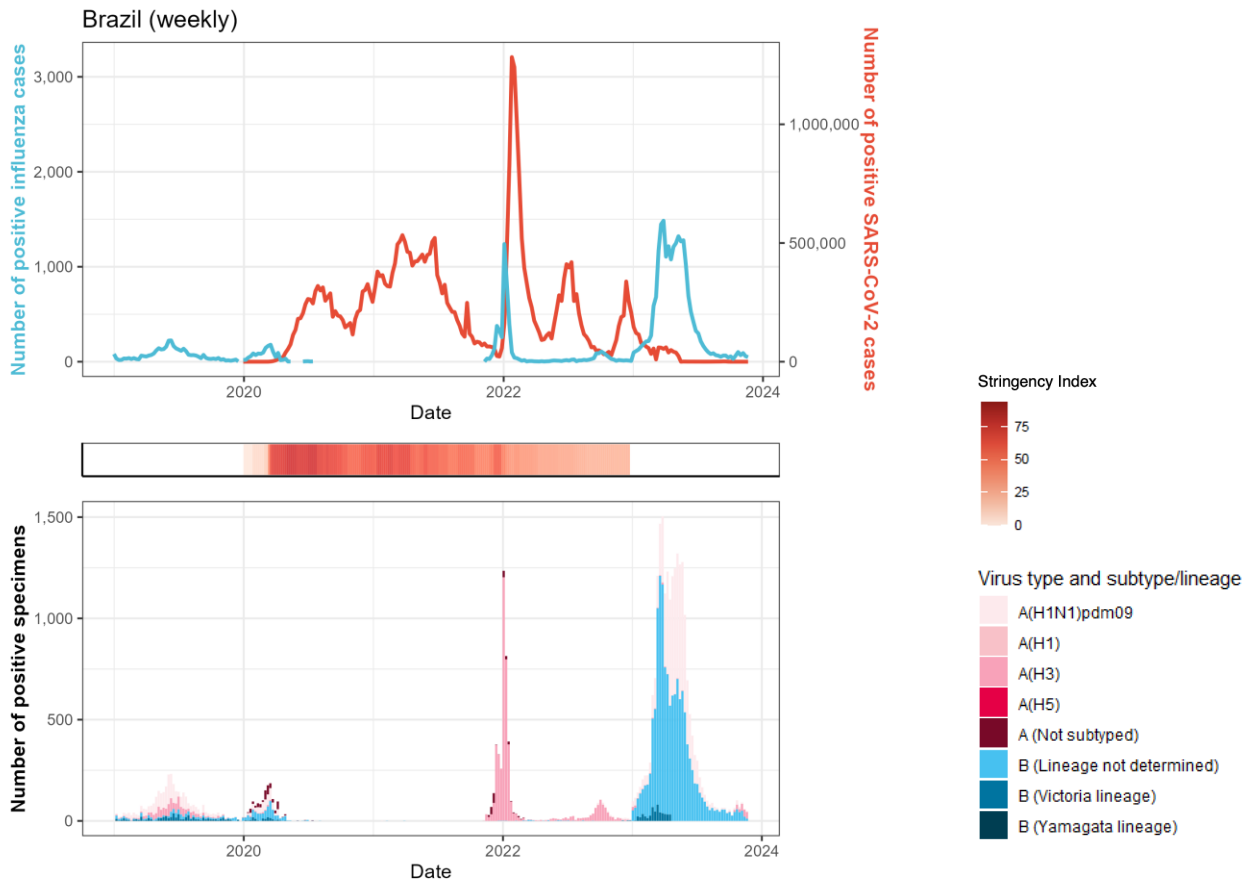 Brazil (weekly)
Number of positive influenza cases
3,000
2,000
1,000
0
1,000,000
500,000
0
Number of positive SARS-CoV-2 cases
2020
2022
2024
Date
Stringency Index
75
50
25
0
Number of positive specimens
1,500
1,000
500
0
2020
2022
2024
Date
Virus type and subtype/lineage
A(H1N1)pdm09
A(H1)
A(H3)
A(H5)
A (Not subtyped)
B (Lineage not determined)
B (Victoria lineage)
B (Yamagata lineage)